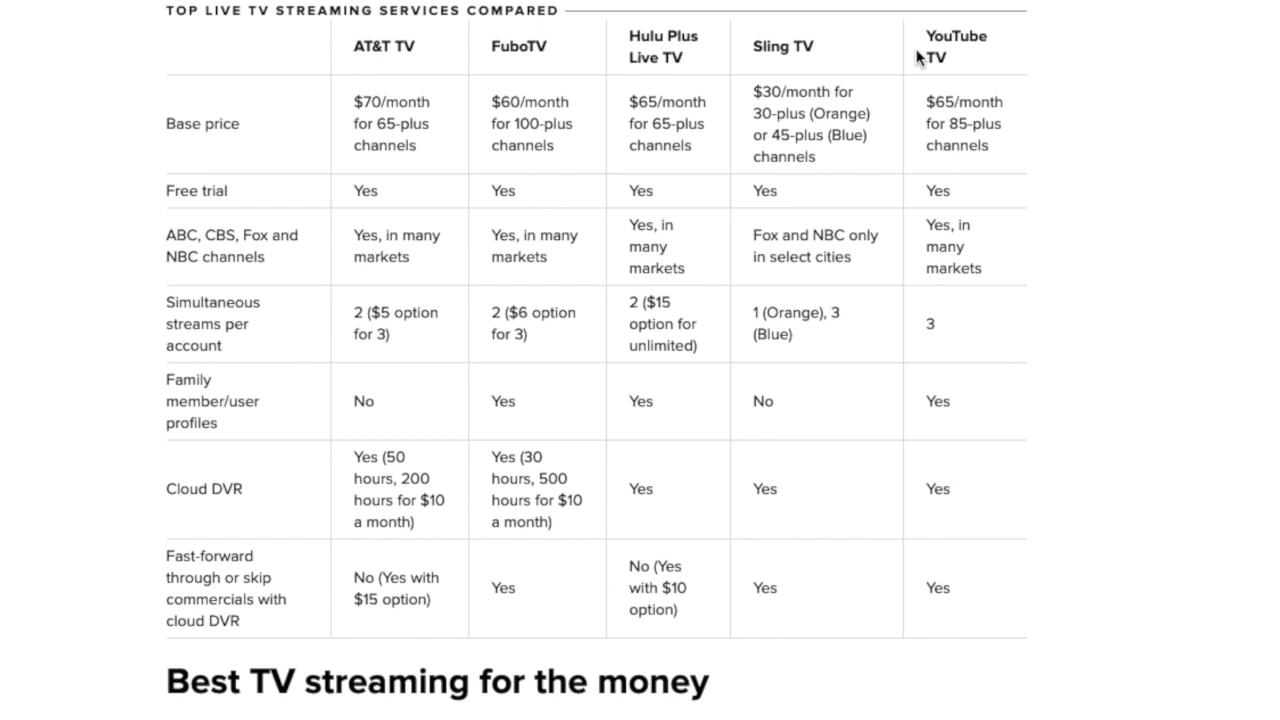 TOP LIVE TV STREAMING SERVICES COMPARED
AT&T TV
FuboTV
Hulu Plus
Live TV
Sling TV
YouTube
TV
Base price
$70/month
for 65-plus
channels
$60/month
for 100-plus
channels
$65/month
for 65-plus
channels
$30/month for
30-plus (Orange)
or 45-plus (Blue)
channels
$65/month
for 85-plus
channels
Free trial
Yes
Yes
Yes
Yes
Yes
ABC, CBS, Fox and
NBC channels
Yes, in many
markets
Yes, in many
markets
Yes, in
many
markets
Fox and NBC only
in select cities
Yes, in
many
markets
Simultaneous
streams per
account
2 ($5 option
for 3)
2 ($6 option
for 3)
2 ($15
option for
unlimited)
1 (Orange), 3
(Blue)
3
Family
member/user
profiles
No
Yes
Yes
No
Yes
Cloud DVR
Yes (50
hours, 200
hours for $10
a month)
Yes (30
hours, 500
hours for $10
a month)
Yes
Yes
Yes
Fast-forward
through or skip
commercials with
cloud DVR
No (Yes with
$15 option)
Yes
No (Yes
with $10
option)
Yes
Yes
Best TV streaming for the money